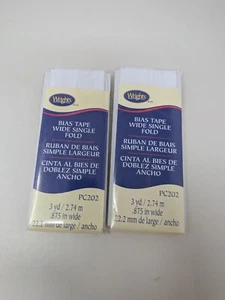 Wrights
BIAS TAPE
WIDE SINGLE
FOLD
RUBAN DE BIAIS
SIMPLE LARGEUR
CINTA AL BIES DE
DOBLEZ SIMPLE
ANCHO
PC202
3 yd / 2.74 m
.875 in wide
22.2 mm de large / ancho
Wrights
BIAS TAPE
WIDE SINGLE
FOLD
RUBAN DE BIAIS
SIMPLE LARGEUR
CINTA AL BIES DE
DOBLEZ SIMPLE
ANCHO
PC202
3 yd / 2.74 m
.875 in wide
22.2 mm de large / ancho